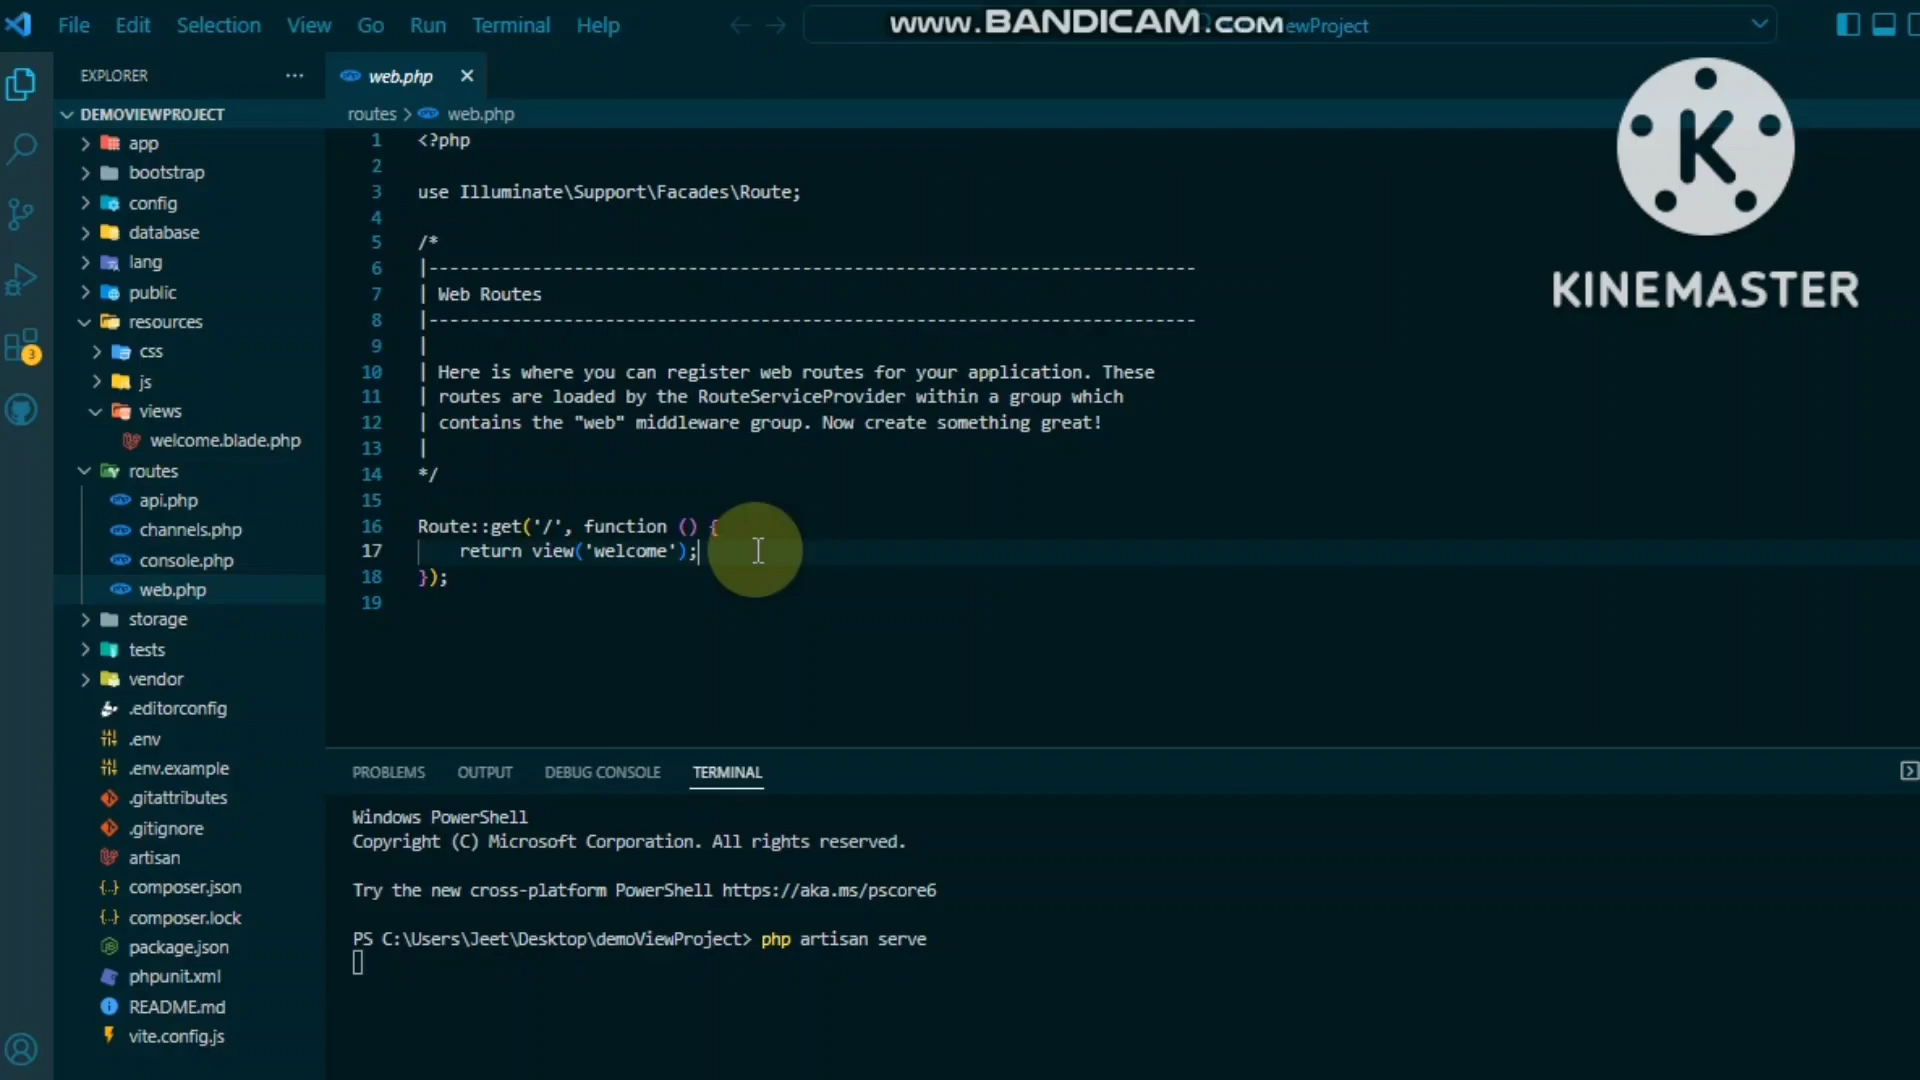 File Edit Selection View Go Run Terminal Help
www.BANDICAM.com
ewProject
K
KINEMASTER
EXPLORER
DEMOVIEWPROJECT
app
bootstrap
config
database
lang
public
resources
css
js
views
welcome.blade.php
routes
api.php
channels.php
console.php
web.php
storage
tests
vendor
.editorconfig
.env
.env.example
.gitattributes
.gitignore
artisan
composer.json
composer.lock
package.json
phpunit.xml
README.md
vite.config.js
3
web.php
routes > web.php
1 <?php
2
3 use Illuminate\Support\Facades\Route;
4
5 /*
6 |--------------------------------------------------------------------------
7 | Web Routes
8 |--------------------------------------------------------------------------
9 |
10 | Here is where you can register web routes for your application. These
11 | routes are loaded by the RouteServiceProvider within a group which
12 | contains the "web" middleware group. Now create something great!
13 |
14 */
15
16 Route::get('/', function () {
17 return view('welcome');
18 });
19
PROBLEMS OUTPUT DEBUG CONSOLE TERMINAL
Windows PowerShell
Copyright (C) Microsoft Corporation. All rights reserved.
Try the new cross-platform PowerShell https://aka.ms/pscore6
PS C:\Users\Jeet\Desktop\demoViewProject> php artisan serve